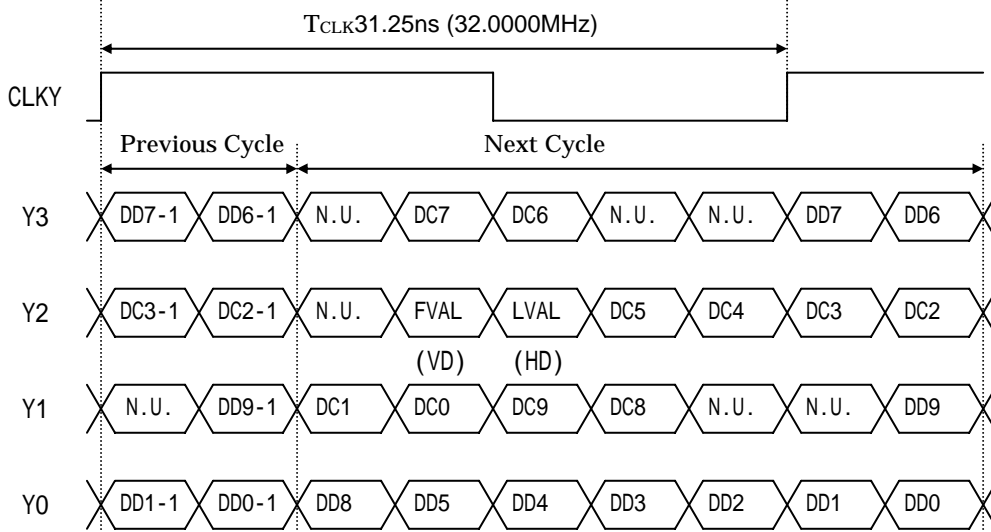 TCLK31.25ns (32.0000MHz)
CLKY
Previous Cycle Next Cycle
Y3 DD7-1 DD6-1 N.U. DC7 DC6 N.U. N.U. DD7 DD6
Y2 DC3-1 DC2-1 N.U. FVAL LVAL DC5 DC4 DC3 DC2
(VD) (HD)
Y1 N.U. DD9-1 DC1 DC0 DC9 DC8 N.U. N.U. DD9
Y0 DD1-1 DD0-1 DD8 DD5 DD4 DD3 DD2 DD1 DD0